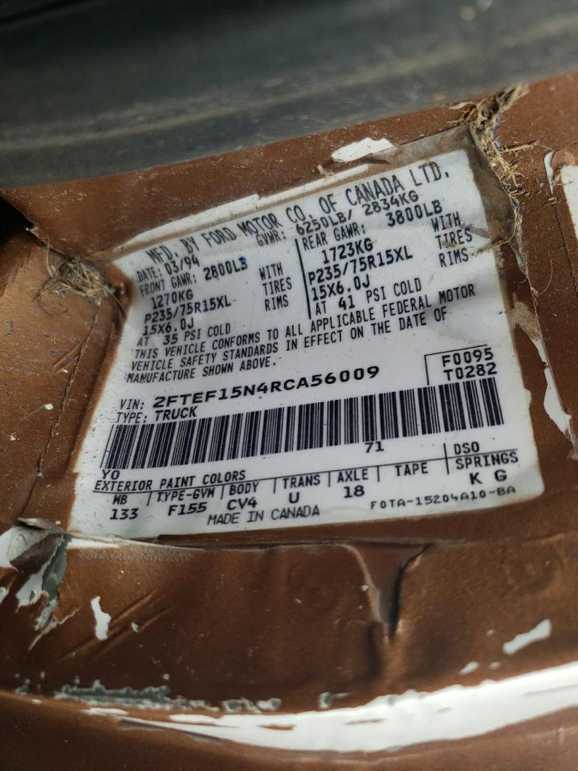 MFD. BY FORD MOTOR CO. OF CANADA LTD.
DATE: 03/94 GVWR: 6250LB/ 2834KG
FRONT GAWR: 2800LB REAR GAWR: 3800LB
1270KG WITH 1723KG WITH
P235/75R15XL TIRES P235/75R15XL TIRES
15X6.0J RIMS 15X6.0J RIMS
AT 35 PSI COLD AT 41 PSI COLD
THIS VEHICLE CONFORMS TO ALL APPLICABLE FEDERAL MOTOR
VEHICLE SAFETY STANDARDS IN EFFECT ON THE DATE OF
MANUFACTURE SHOWN ABOVE.
F0095
VIN: 2FTEF15N4RCA56009 T0282
TYPE: TRUCK
YO 71
EXTERIOR PAINT COLORS DSO
WB TYPE-GVM BODY TRANS AXLE TAPE SPRINGS
133 F155 CV4 U 18 K G
MADE IN CANADA F0TA-15204A10-BA